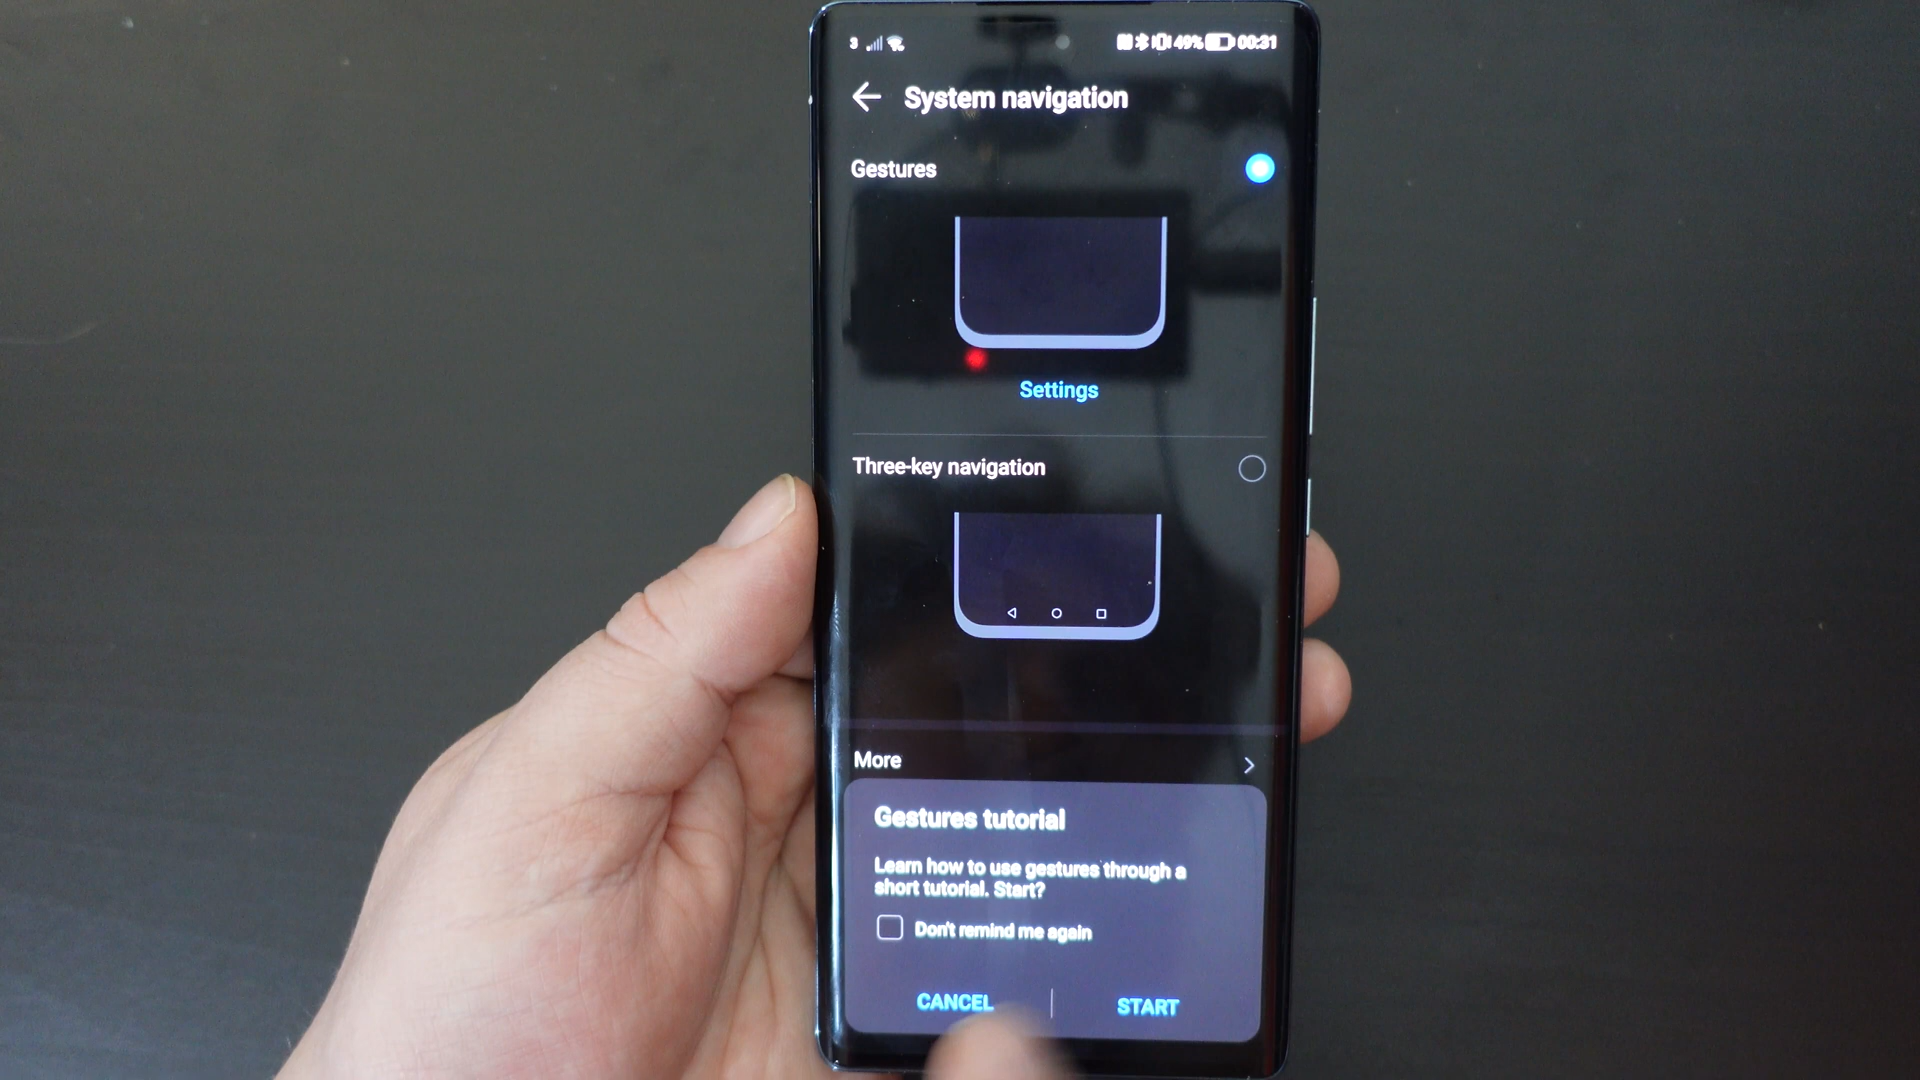 3 49% 00:31
System navigation
Gestures
Settings
Three-key navigation
More
Gestures tutorial
Learn how to use gestures through a
short tutorial. Start?
Don't remind me again
CANCEL START